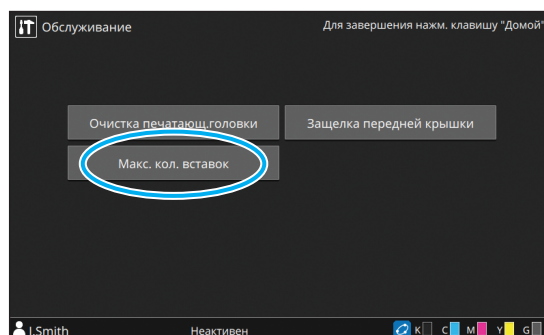 Обслуживание
Для завершения нажм. клавишу "Домой"
Очистка печатающ.головки
Защелка передней крышки
Макс. кол. вставок
I.Smith
Неактивен
K C M Y G